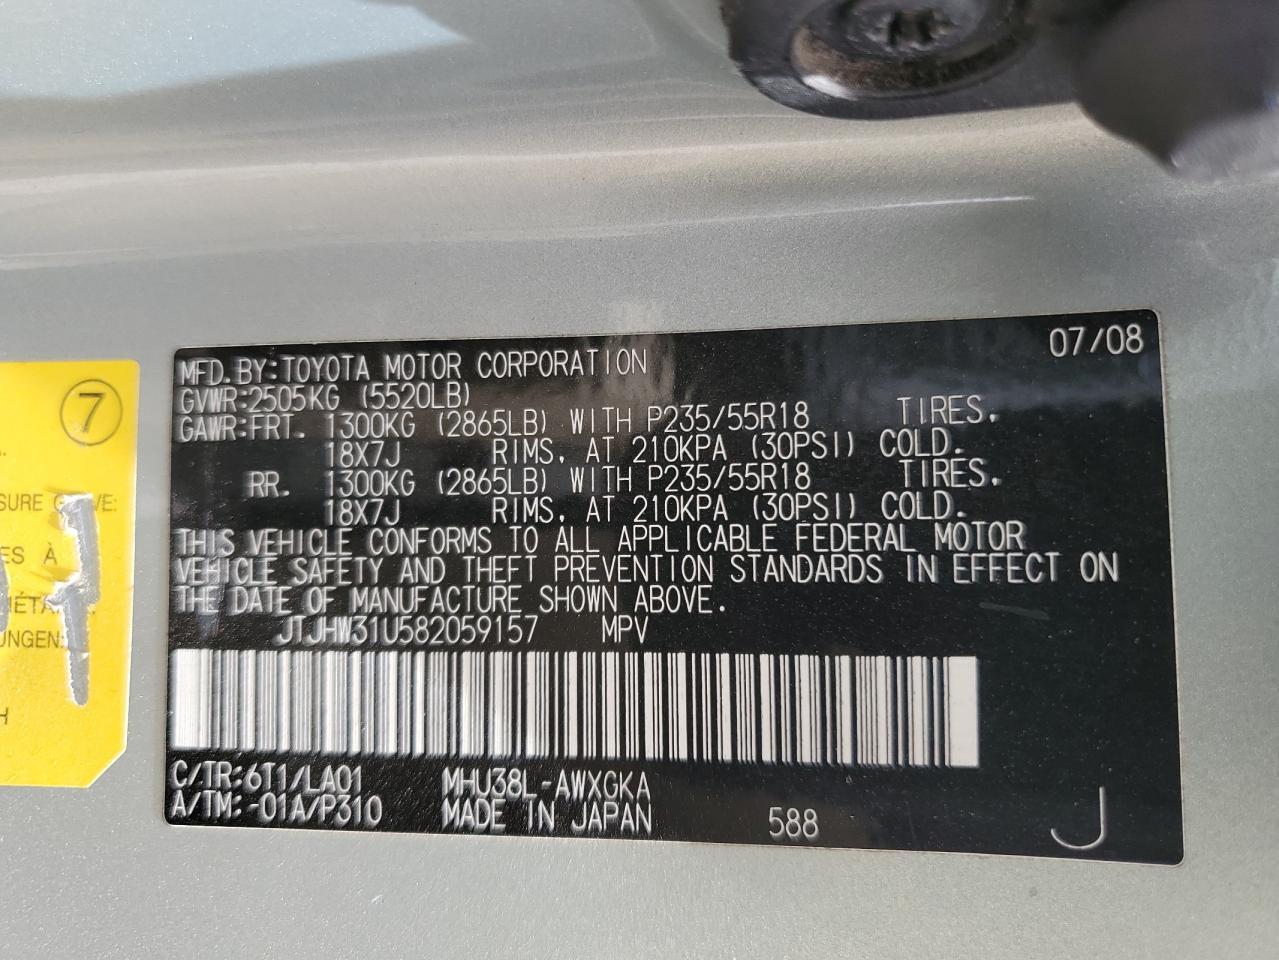 07/08
MFD.BY:TOYOTA MOTOR CORPORATION
GVWR:2505KG (5520LB)
GAWR:FRT. 1300KG (2865LB) WITH P235/55R18 TIRES.
18X7J RIMS. AT 210KPA (30PSI) COLD.
RR. 1300KG (2865LB) WITH P235/55R18 TIRES.
18X7J RIMS. AT 210KPA (30PSI) COLD.
THIS VEHICLE CONFORMS TO ALL APPLICABLE FEDERAL MOTOR
VEHICLE SAFETY AND THEFT PREVENTION STANDARDS IN EFFECT ON
THE DATE OF MANUFACTURE SHOWN ABOVE.
JTJHW31U582059157 MPV
C/TR:6T1/LA01 MHU38L-AWXGKA
A/TM:-01A/P310 MADE IN JAPAN 588 J
7
À
H